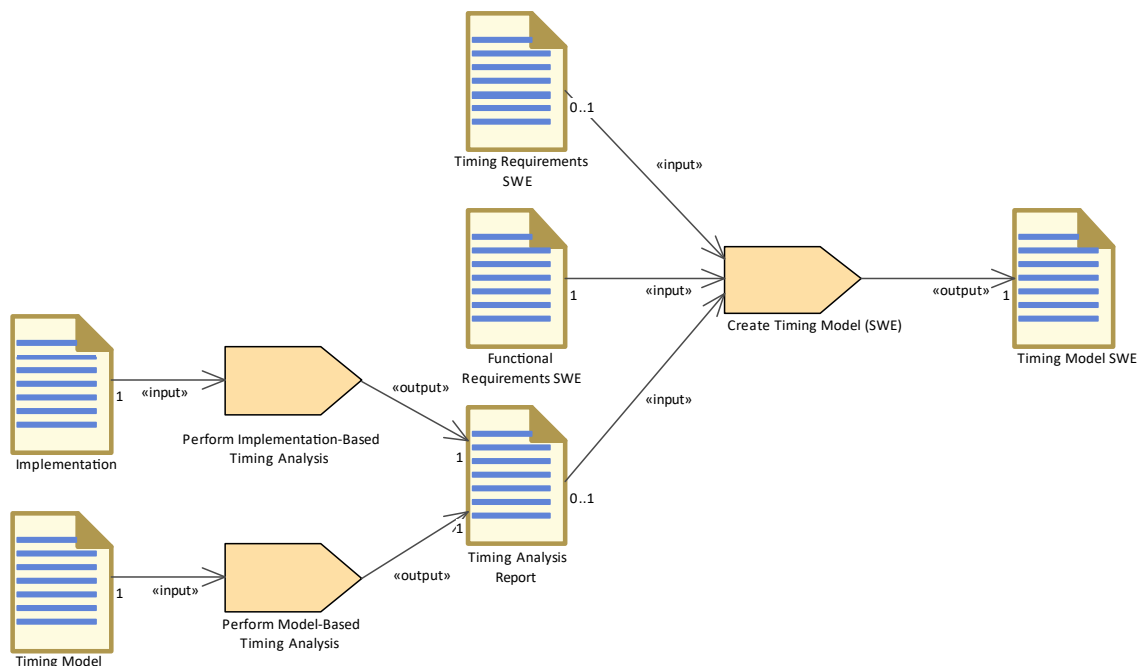 0..1
Timing Requirements
SWE
«input»
1
«input»
Functional
Requirements SWE
Create Timing Model (SWE)
«output»
1
Timing Model SWE
«input»
1
«input»
Implementation
Perform Implementation-Based
Timing Analysis
«output»
1
0..1
1
Timing Analysis
Report
«output»
1
«input»
Perform Model-Based
Timing Analysis
Timing Model